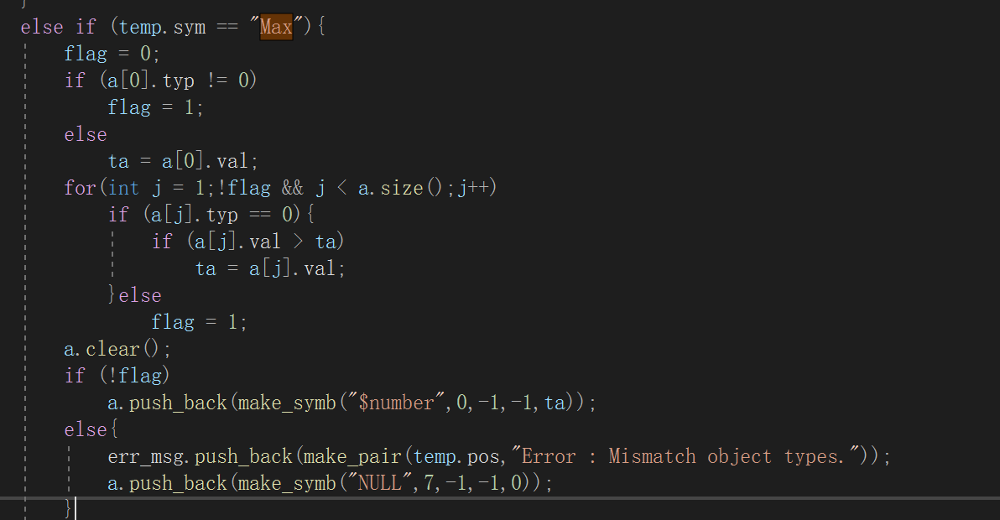 }
else if (temp.sym == "Max"){
    flag = 0;
    if (a[0].typ != 0)
        flag = 1;
    else
        ta = a[0].val;
    for(int j = 1;!flag && j < a.size();j++)
        if (a[j].typ == 0){
            if (a[j].val > ta)
                ta = a[j].val;
        }else
            flag = 1;
    a.clear();
    if (!flag)
        a.push_back(make_symb("$number",0,-1,-1,ta));
    else{
        err_msg.push_back(make_pair(temp.pos,"Error : Mismatch object types."));
        a.push_back(make_symb("NULL",7,-1,-1,0));
    }